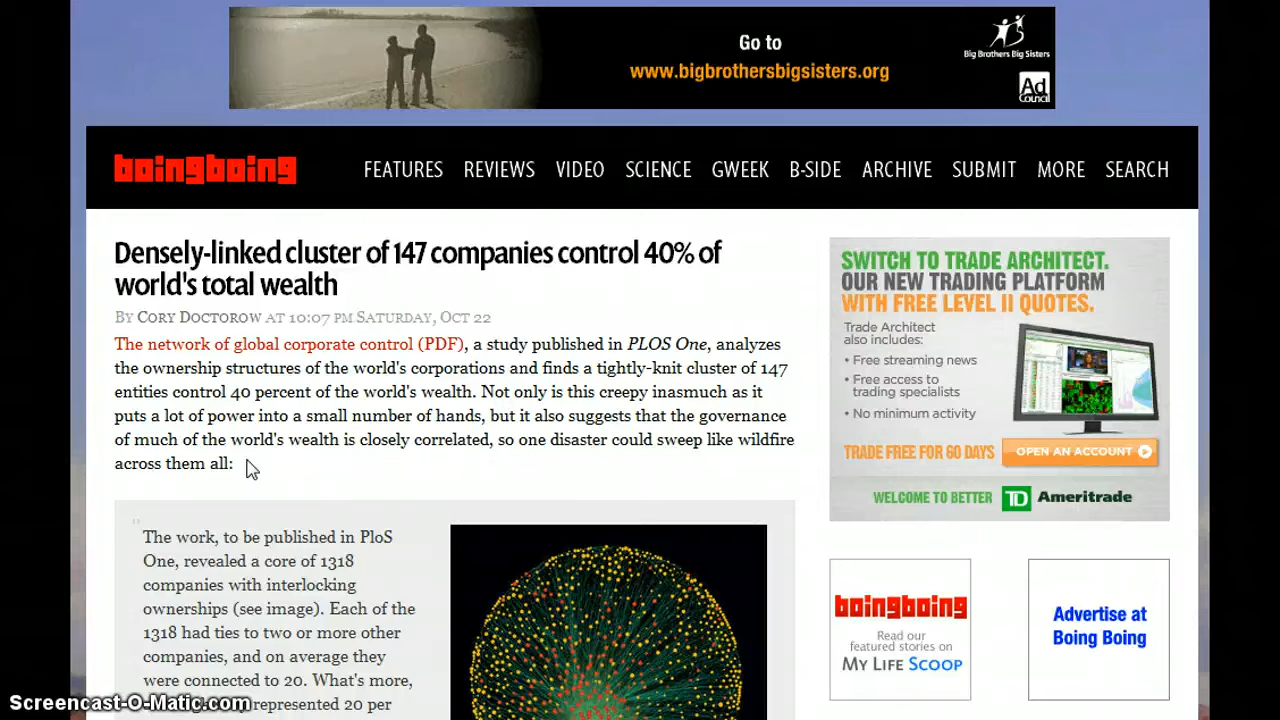 Go to
www.bigbrothersbigsisters.org
Big Brothers Big Sisters
Ad
Council
boingboing
FEATURES REVIEWS VIDEO SCIENCE GWEEK B-SIDE ARCHIVE SUBMIT MORE SEARCH
Densely-linked cluster of 147 companies control 40% of
world's total wealth
BY CORY DOCTOROW AT 10:07 PM SATURDAY, OCT 22
The network of global corporate control (PDF), a study published in PLOS One, analyzes
the ownership structures of the world's corporations and finds a tightly-knit cluster of 147
entities control 40 percent of the world's wealth. Not only is this creepy inasmuch as it
puts a lot of power into a small number of hands, but it also suggests that the governance
of much of the world's wealth is closely correlated, so one disaster could sweep like wildfire
across them all:
"
The work, to be published in PloS
One, revealed a core of 1318
companies with interlocking
ownerships (see image). Each of the
1318 had ties to two or more other
companies, and on average they
were connected to 20. What's more,
represented 20 per
SWITCH TO TRADE ARCHITECT.
OUR NEW TRADING PLATFORM
WITH FREE LEVEL II QUOTES.
Trade Architect
also includes:
• Free streaming news
• Free access to
trading specialists
• No minimum activity
TRADE FREE FOR 60 DAYS
OPEN AN ACCOUNT
WELCOME TO BETTER TD Ameritrade
boingboing
Read our
featured stories on
MY LIFE SCOOP
Advertise at
Boing Boing
Screencast-O-Matic.com